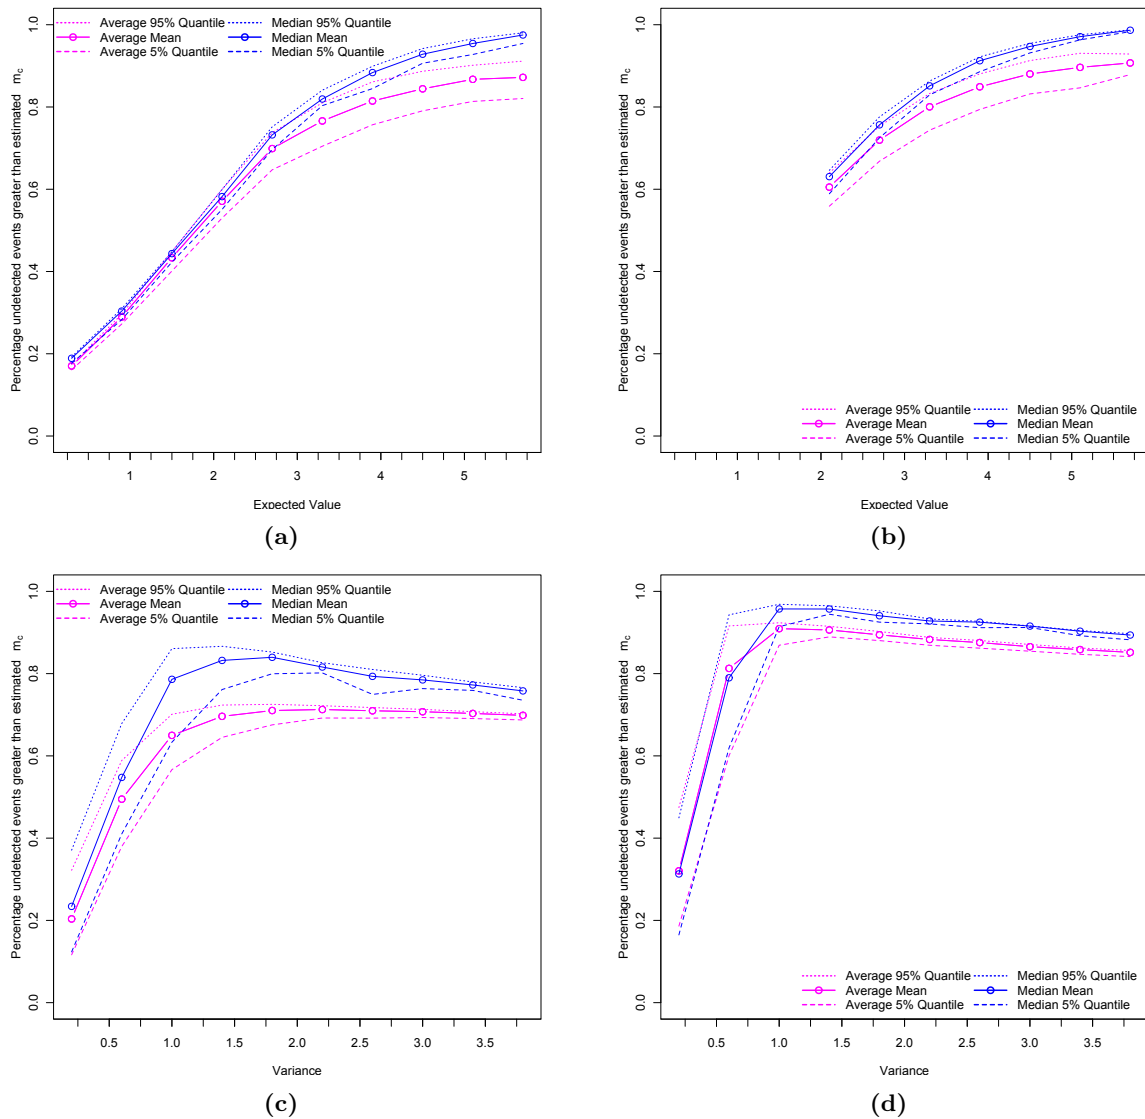 Average 95% Quantile Median 95% Quantile
Average Mean Median Mean
Average 5% Quantile Median 5% Quantile
Percentage undetected events greater than estimated m_c
0.0 0.2 0.4 0.6 0.8 1.0
1 2 3 4 5
Expected Value
(a)
Percentage undetected events greater than estimated m_c
0.0 0.2 0.4 0.6 0.8 1.0
Average 95% Quantile Median 95% Quantile
Average Mean Median Mean
Average 5% Quantile Median 5% Quantile
1 2 3 4 5
Expected Value
(b)
Average 95% Quantile Median 95% Quantile
Average Mean Median Mean
Average 5% Quantile Median 5% Quantile
Percentage undetected events greater than estimated m_c
0.0 0.2 0.4 0.6 0.8 1.0
0.5 1.0 1.5 2.0 2.5 3.0 3.5
Variance
(c)
Percentage undetected events greater than estimated m_c
0.0 0.2 0.4 0.6 0.8 1.0
Average 95% Quantile Median 95% Quantile
Average Mean Median Mean
Average 5% Quantile Median 5% Quantile
0.5 1.0 1.5 2.0 2.5 3.0 3.5
Variance
(d)